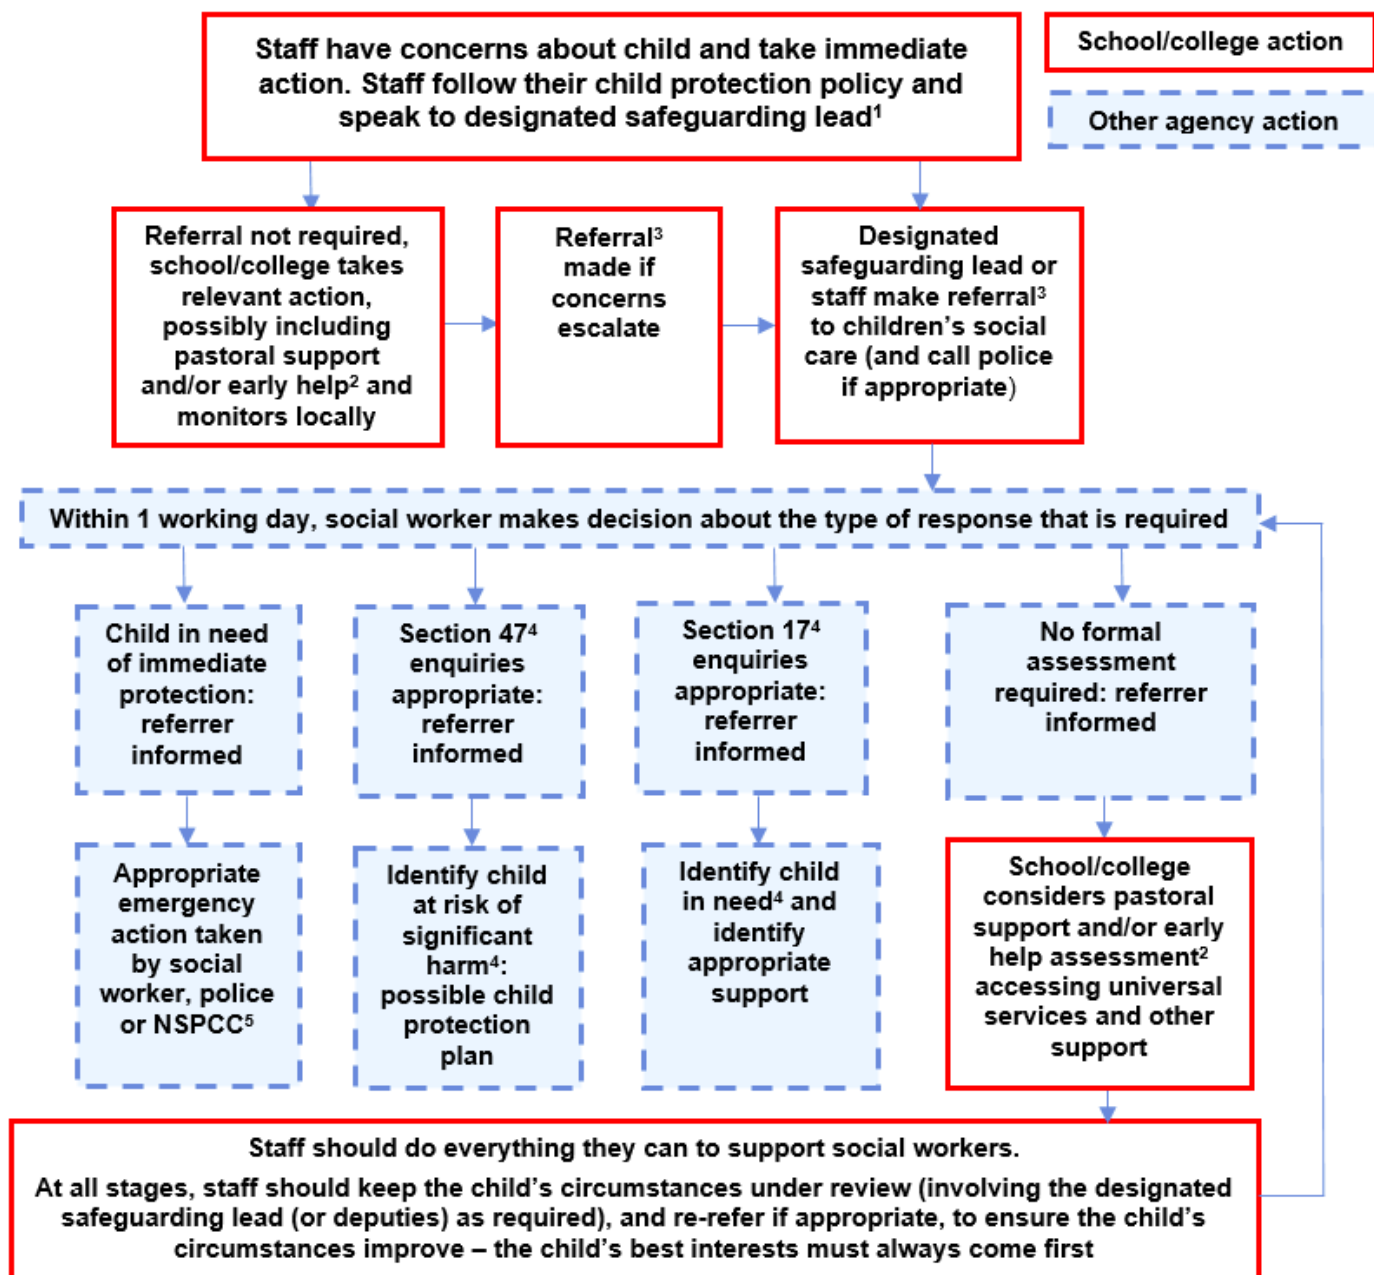 Staff have concerns about child and take immediate
action. Staff follow their child protection policy and
speak to designated safeguarding lead¹
School/college action
Other agency action
Referral not required,
school/college takes
relevant action,
possibly including
pastoral support
and/or early help² and
monitors locally
Referral³
made if
concerns
escalate
Designated
safeguarding lead or
staff make referral³
to children’s social
care (and call police
if appropriate)
Within 1 working day, social worker makes decision about the type of response that is required
Child in need
of immediate
protection:
referrer
informed
Section 47⁴
enquiries
appropriate:
referrer
informed
Section 17⁴
enquiries
appropriate:
referrer
informed
No formal
assessment
required: referrer
informed
Appropriate
emergency
action taken
by social
worker, police
or NSPCC⁵
Identify child
at risk of
significant
harm⁴:
possible child
protection
plan
Identify child
in need⁴ and
identify
appropriate
support
School/college
considers pastoral
support and/or early
help assessment²
accessing universal
services and other
support
Staff should do everything they can to support social workers.
At all stages, staff should keep the child’s circumstances under review (involving the designated
safeguarding lead (or deputies) as required), and re-refer if appropriate, to ensure the child’s
circumstances improve – the child’s best interests must always come first